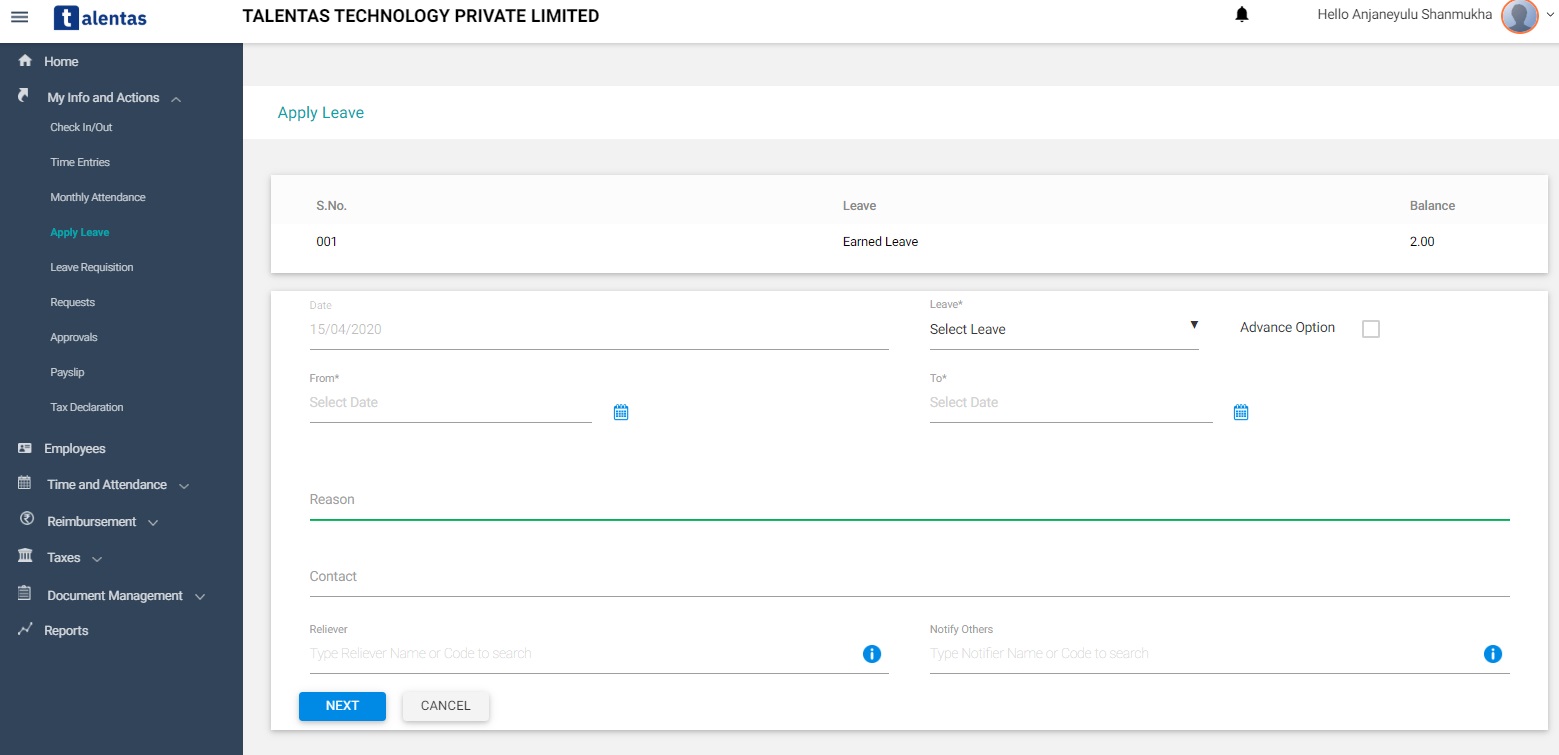 talentas
TALENTAS TECHNOLOGY PRIVATE LIMITED
Hello Anjaneyulu Shanmukha
Home
My Info and Actions
Check In/Out
Time Entries
Monthly Attendance
Apply Leave
Leave Requisition
Requests
Approvals
Payslip
Tax Declaration
Employees
Time and Attendance
Reimbursement
Taxes
Document Management
Reports
Apply Leave
S.No. Leave Balance
001 Earned Leave 2.00
Date Leave*
15/04/2020 Select Leave Advance Option
From* To*
Select Date Select Date
Reason
Contact
Reliever Notify Others
Type Reliever Name or Code to search Type Notifier Name or Code to search
NEXT CANCEL